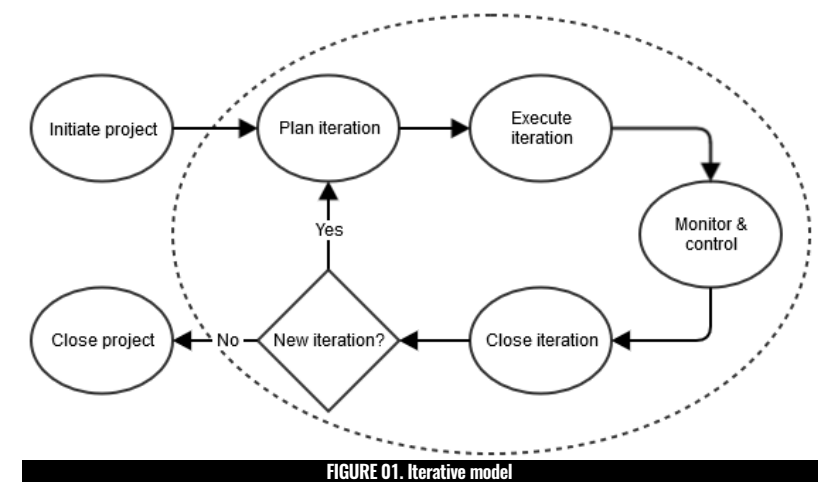 Initiate project
Plan iteration
Execute
iteration
Monitor &
control
Yes
Close project
No
New iteration?
Close iteration
FIGURE 01. Iterative model